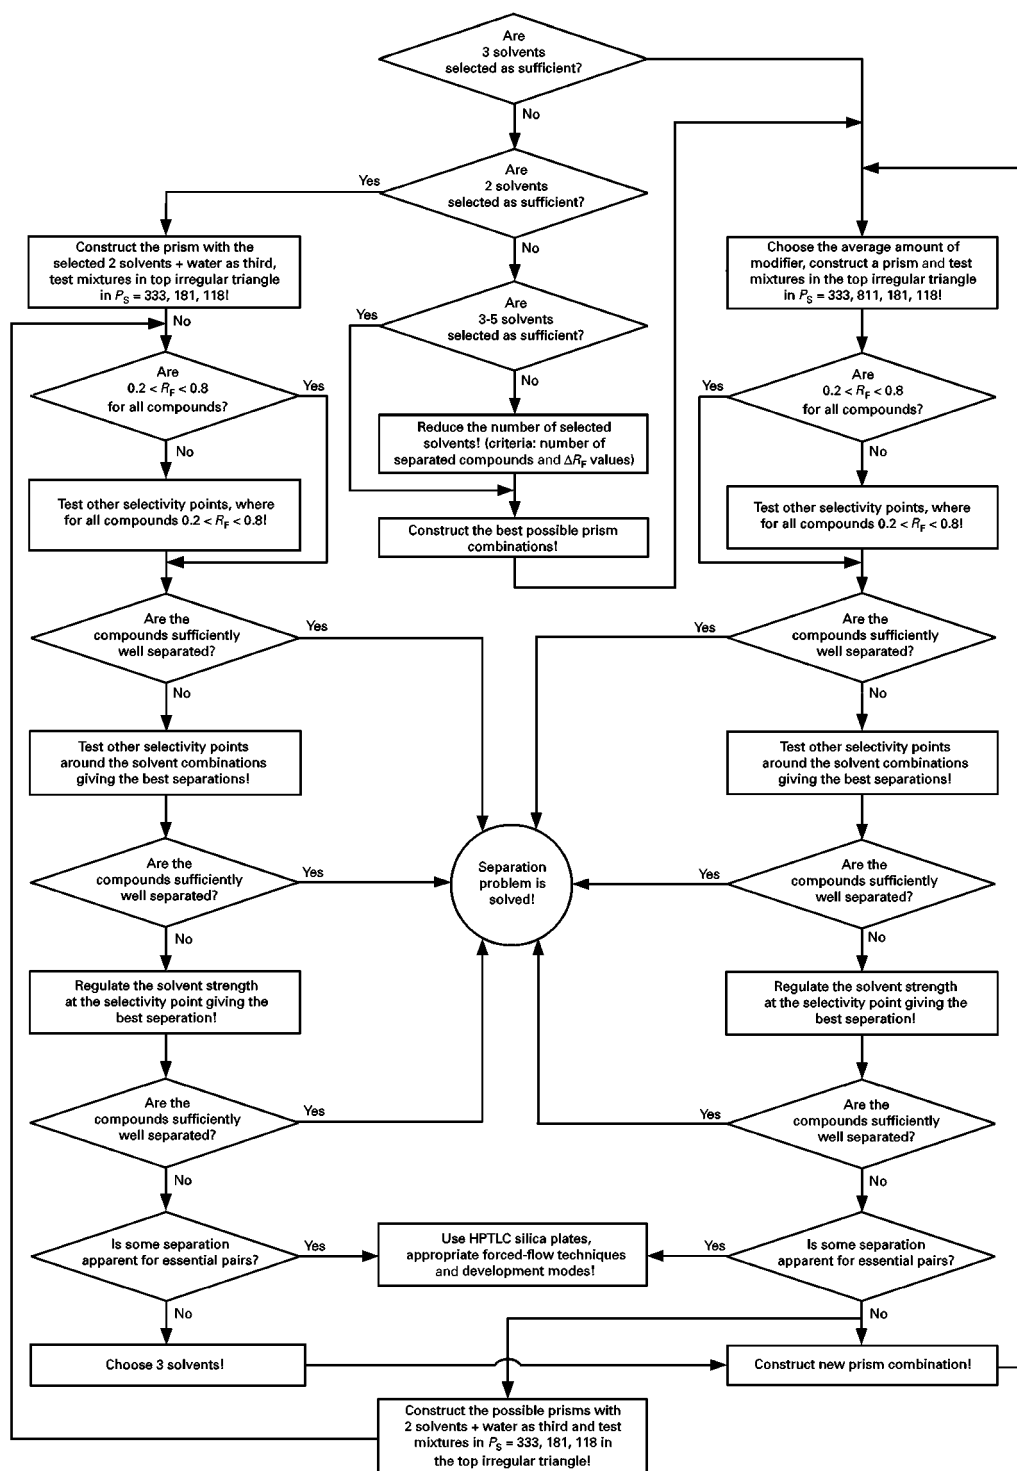 Are
3 solvents
selected as sufficient?
No
Are
2 solvents
selected as sufficient?
Yes
No
Construct the prism with the
selected 2 solvents + water as third,
test mixtures in top irregular triangle
in PS = 333, 181, 118!
No
Are
3-5 solvents
selected as sufficient?
Yes
No
Choose the average amount of
modifier, construct a prism and test
mixtures in the top irregular triangle
in PS = 333, 811, 181, 118!
Are
0.2 < RF < 0.8
for all compounds?
Yes
No
Reduce the number of selected
solvents! (criteria: number of
separated compounds and ΔRF values)
Are
0.2 < RF < 0.8
for all compounds?
Yes
No
Test other selectivity points, where
for all compounds 0.2 < RF < 0.8!
Construct the best possible prism
combinations!
Test other selectivity points, where
for all compounds 0.2 < RF < 0.8!
Are the
compounds sufficiently
well separated?
Yes
No
Are the
compounds sufficiently
well separated?
Yes
No
Test other selectivity points
around the solvent combinations
giving the best separations!
Test other selectivity points
around the solvent combinations
giving the best separations!
Are the
compounds sufficiently
well separated?
Yes
No
Separation
problem is
solved!
Are the
compounds sufficiently
well separated?
Yes
No
Regulate the solvent strength
at the selectivity point giving the
best seperation!
Regulate the solvent strength
at the selectivity point giving the
best seperation!
Are the
compounds sufficiently
well separated?
Yes
No
Are the
compounds sufficiently
well separated?
Yes
No
Is some separation
apparent for essential pairs?
Yes
No
Use HPTLC silica plates,
appropriate forced-flow techniques
and development modes!
Is some separation
apparent for essential pairs?
Yes
No
Choose 3 solvents!
Construct new prism combination!
Construct the possible prisms with
2 solvents + water as third and test
mixtures in PS = 333, 181, 118 in
the top irregular triangle!